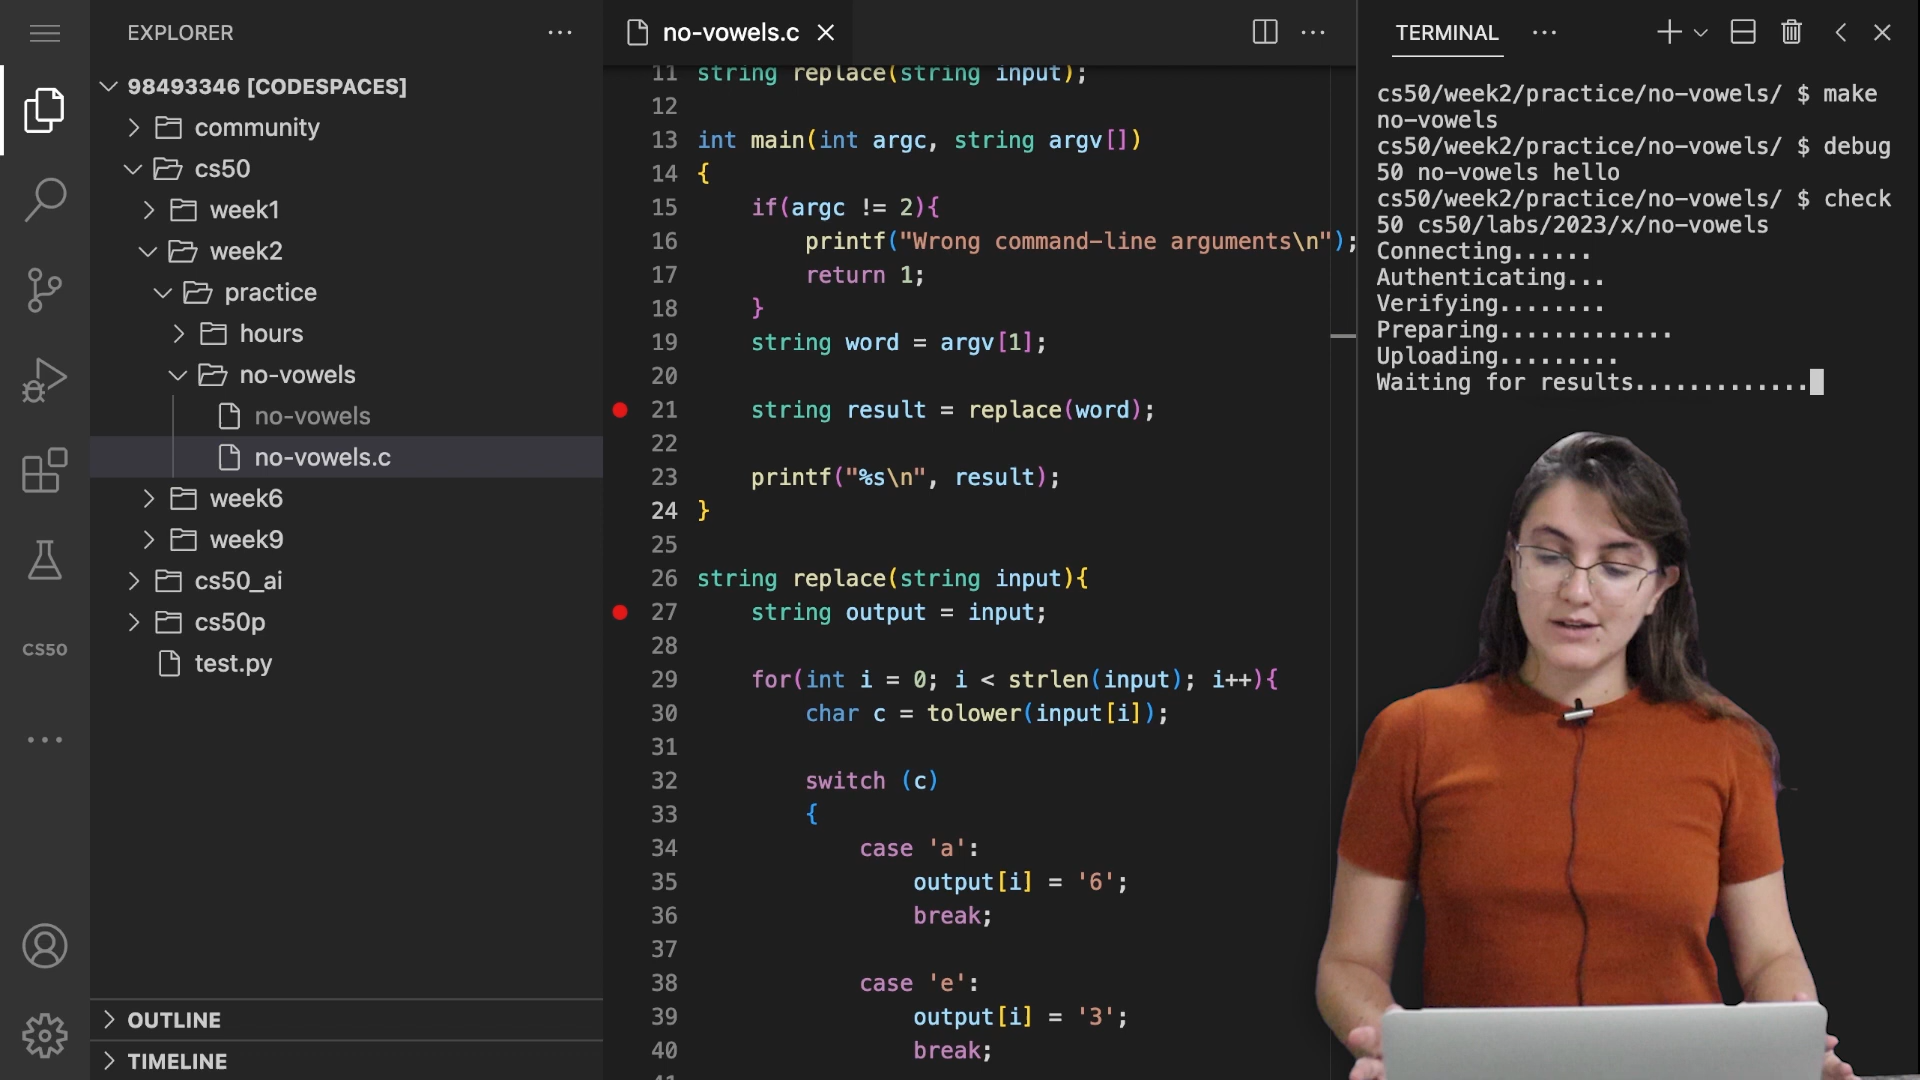 EXPLORER
98493346 [CODESPACES]
community
cs50
week1
week2
practice
hours
no-vowels
no-vowels
no-vowels.c
week6
week9
cs50_ai
cs50p
test.py
OUTLINE
TIMELINE
CS50
no-vowels.c
11 string replace(string input);
12
13 int main(int argc, string argv[])
14 {
15 if(argc != 2){
16 printf("Wrong command-line arguments\n");
17 return 1;
18 }
19 string word = argv[1];
20
21 string result = replace(word);
22
23 printf("%s\n", result);
24 }
25
26 string replace(string input){
27 string output = input;
28
29 for(int i = 0; i < strlen(input); i++){
30 char c = tolower(input[i]);
31
32 switch (c)
33 {
34 case 'a':
35 output[i] = '6';
36 break;
37
38 case 'e':
39 output[i] = '3';
40 break;
TERMINAL
cs50/week2/practice/no-vowels/ $ make
no-vowels
cs50/week2/practice/no-vowels/ $ debug
50 no-vowels hello
cs50/week2/practice/no-vowels/ $ check
50 cs50/labs/2023/x/no-vowels
Connecting......
Authenticating...
Verifying........
Preparing.............
Uploading.........
Waiting for results.............